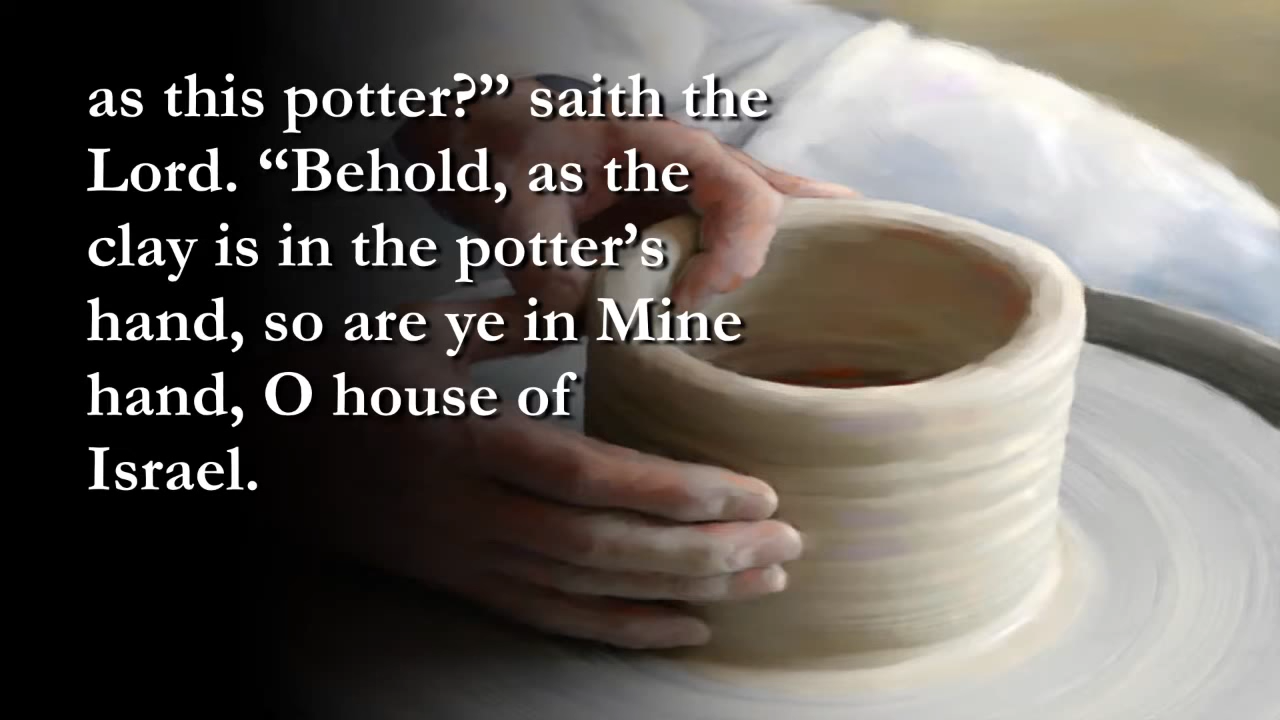 as this potter?” saith the
Lord. “Behold, as the
clay is in the potter’s
hand, so are ye in Mine
hand, O house of
Israel.